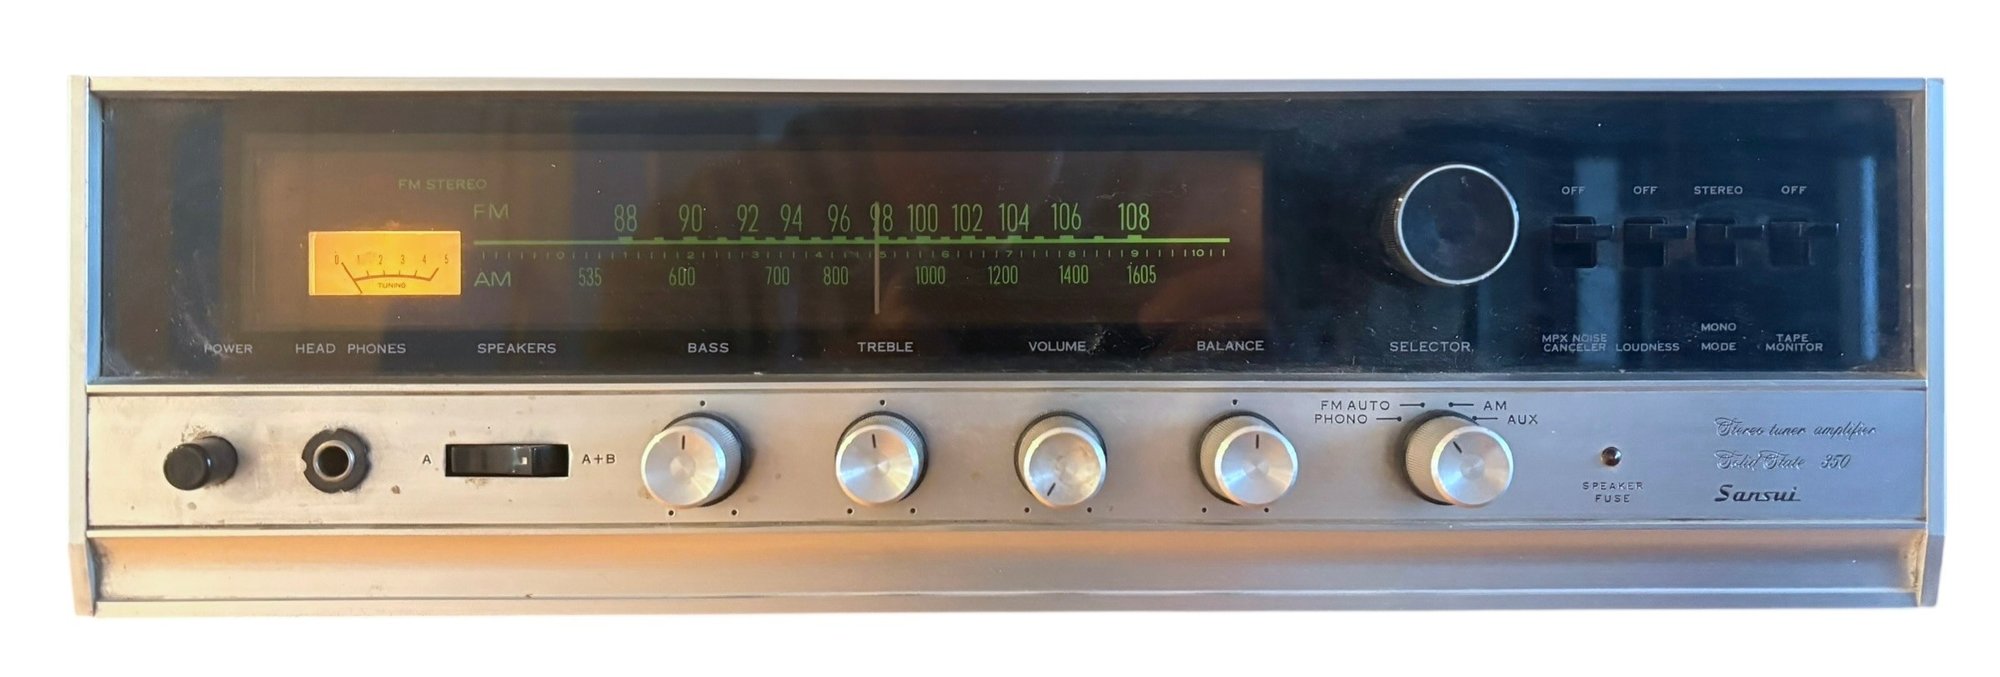 FM STEREO
FM 88 90 92 94 96 98 100 102 104 106 108
0 1 2 3 4 5
TUNING
0 1 2 3 4 5 6 7 8 9 10
AM 535 600 700 800 1000 1200 1400 1605
OFF OFF STEREO OFF
MPX NOISE CANCELER
LOUDNESS
MONO
MODE
TAPE MONITOR
POWER HEAD PHONES SPEAKERS BASS TREBLE VOLUME BALANCE SELECTOR
A A+B
FM AUTO AM
PHONO AUX
SPEAKER
FUSE
Stereo tuner amplifier
Solid State 350
Sansui